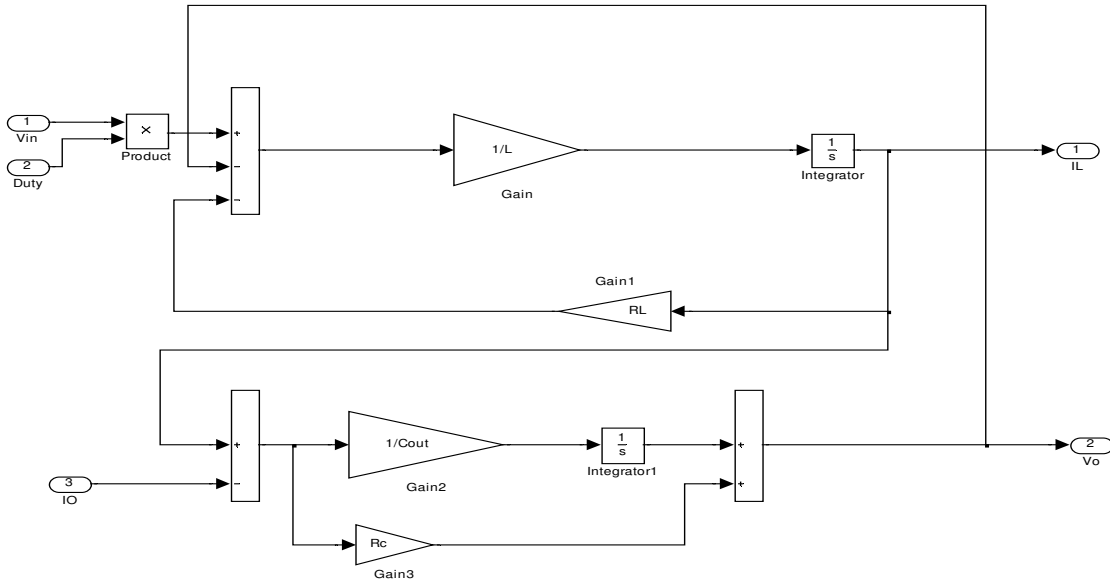 1
Vin
2
Duty
×
Product
+
−
−
1/L
Gain
1
s
Integrator
1
IL
Gain1
RL
+
−
3
IO
1/Cout
Gain2
1
s
Integrator1
+
+
2
Vo
Rc
Gain3